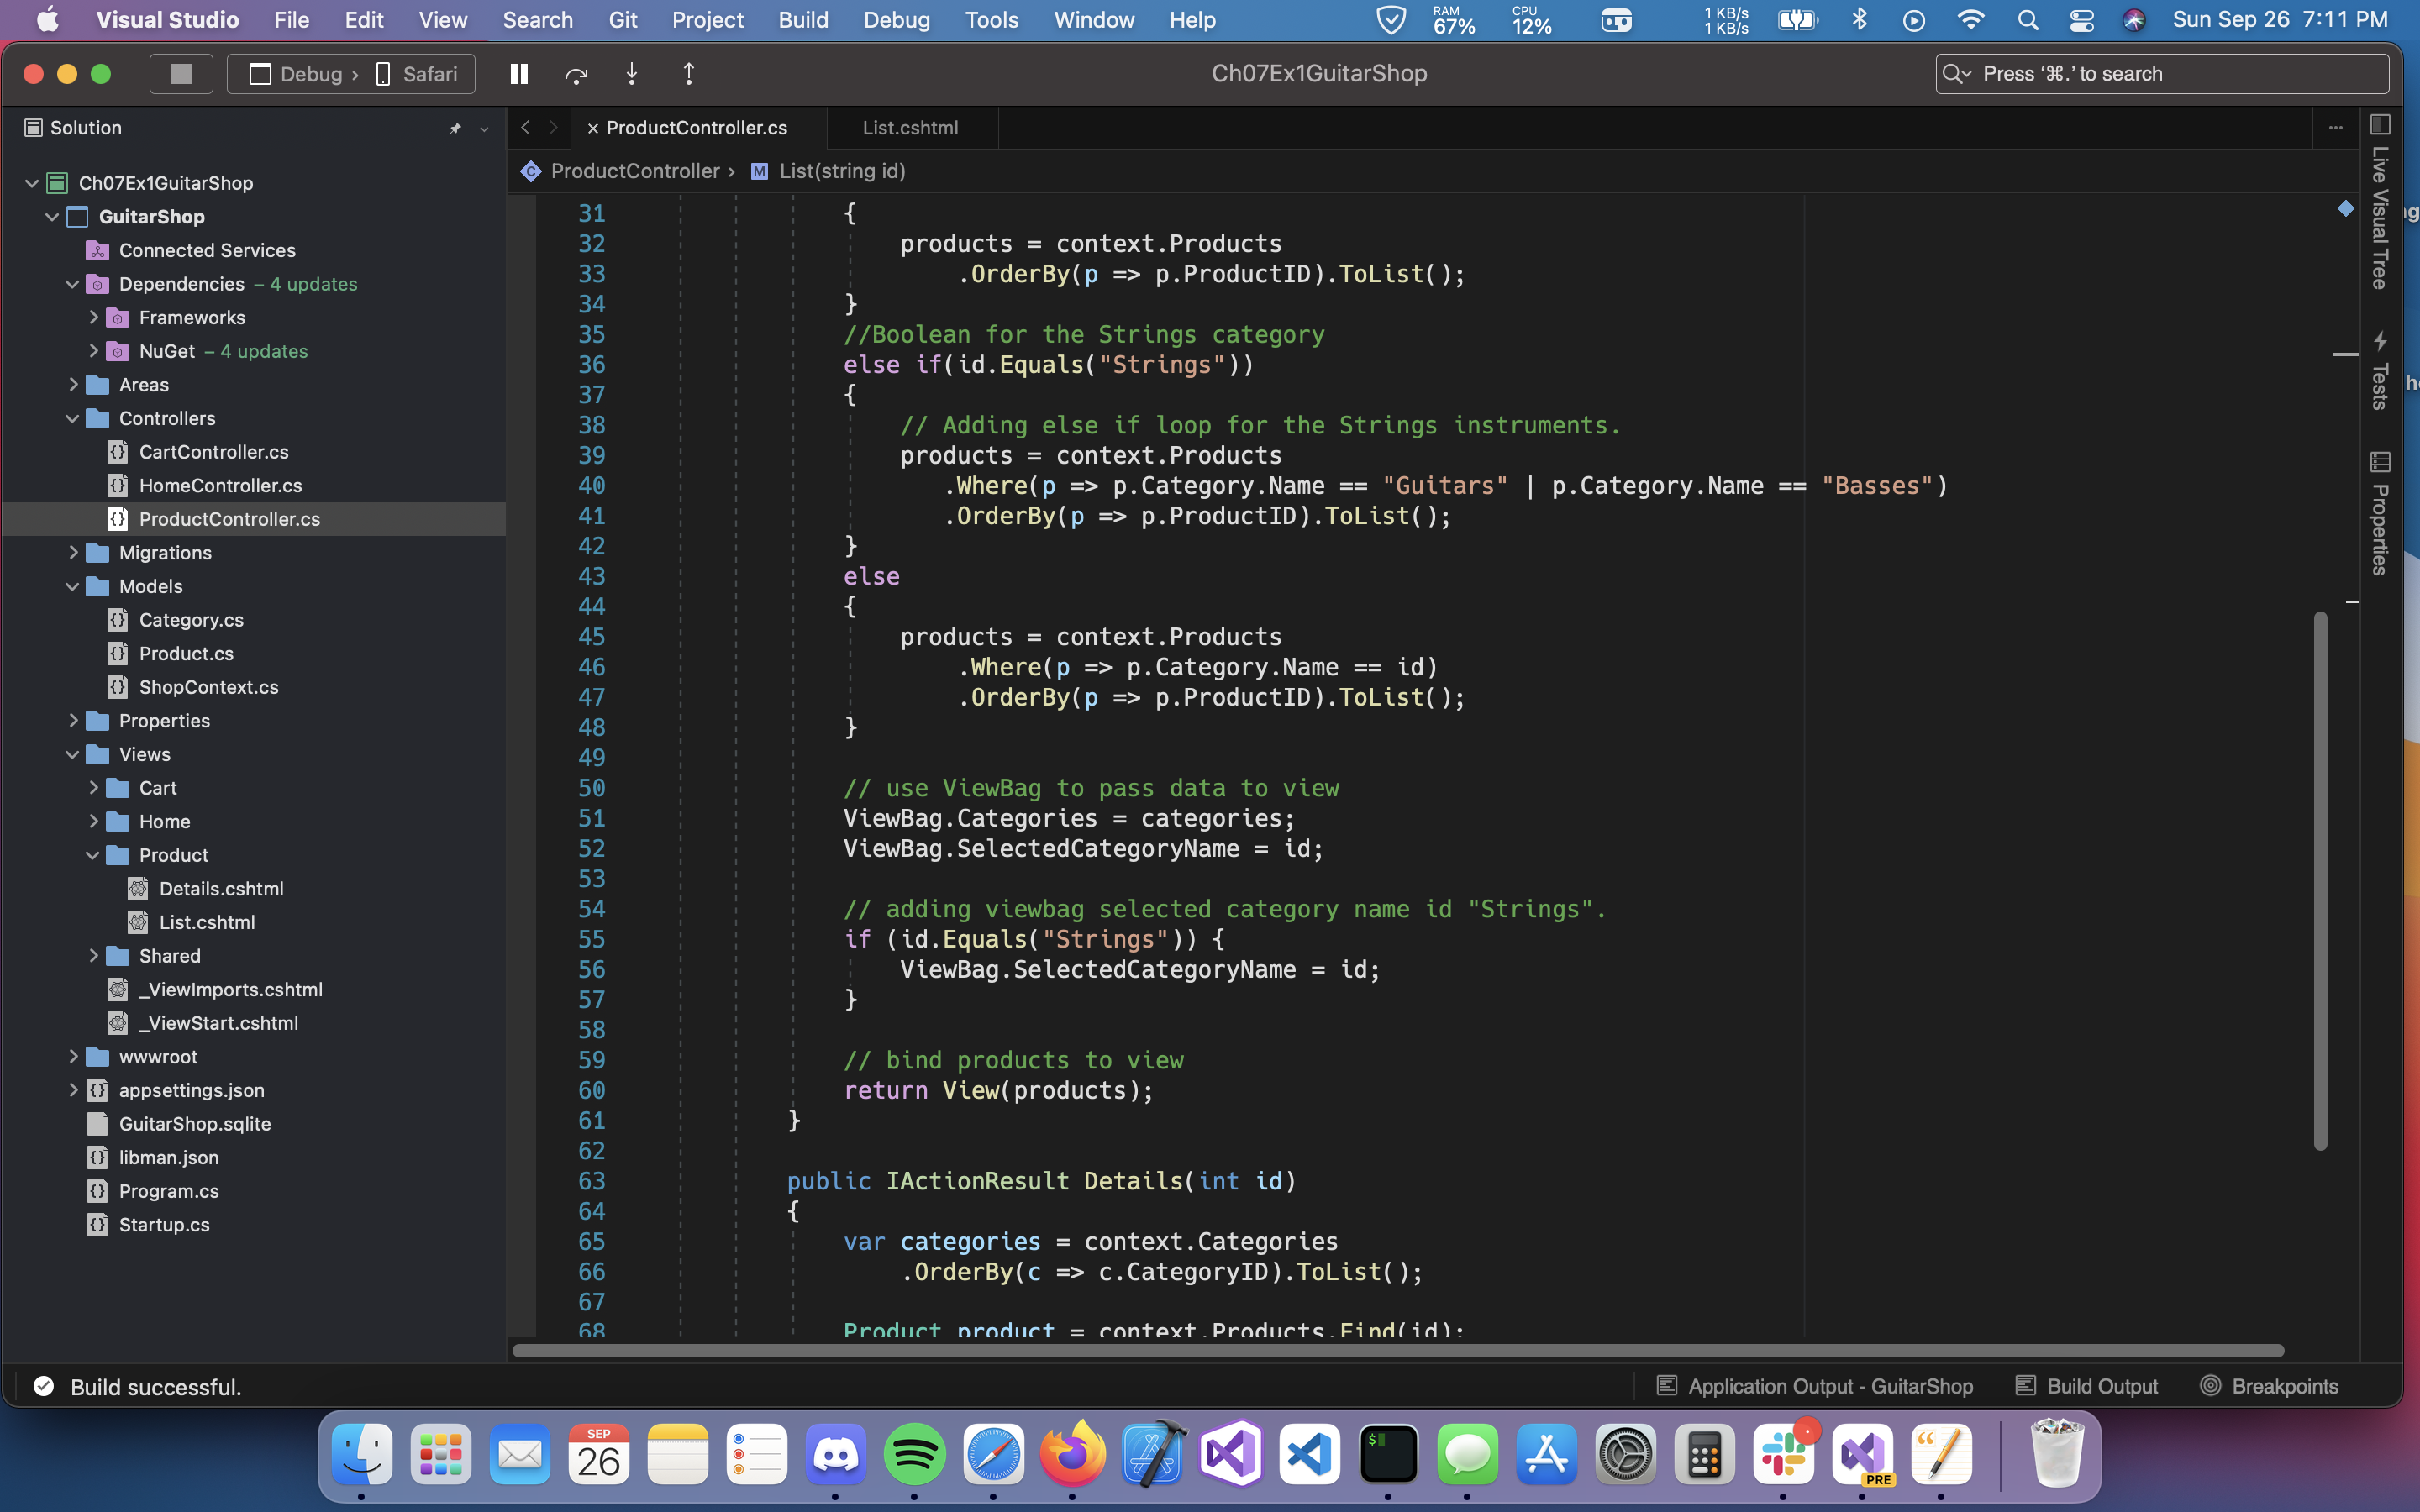 Visual Studio File Edit View Search Git Project Build Debug Tools Window Help RAM 67% CPU 12% 1 KB/s 1 KB/s Sun Sep 26 7:11 PM
Debug › Safari Ch07Ex1GuitarShop Press ‘⌘.’ to search
Solution
Ch07Ex1GuitarShop
GuitarShop
Connected Services
Dependencies – 4 updates
Frameworks
NuGet – 4 updates
Areas
Controllers
CartController.cs
HomeController.cs
ProductController.cs
Migrations
Models
Category.cs
Product.cs
ShopContext.cs
Properties
Views
Cart
Home
Product
Details.cshtml
List.cshtml
Shared
_ViewImports.cshtml
_ViewStart.cshtml
wwwroot
appsettings.json
GuitarShop.sqlite
libman.json
Program.cs
Startup.cs
ProductController.cs List.cshtml
ProductController › M List(string id)
31 {
32 products = context.Products
33 .OrderBy(p => p.ProductID).ToList();
34 }
35 //Boolean for the Strings category
36 else if(id.Equals("Strings"))
37 {
38 // Adding else if loop for the Strings instruments.
39 products = context.Products
40 .Where(p => p.Category.Name == "Guitars" | p.Category.Name == "Basses")
41 .OrderBy(p => p.ProductID).ToList();
42 }
43 else
44 {
45 products = context.Products
46 .Where(p => p.Category.Name == id)
47 .OrderBy(p => p.ProductID).ToList();
48 }
49
50 // use ViewBag to pass data to view
51 ViewBag.Categories = categories;
52 ViewBag.SelectedCategoryName = id;
53
54 // adding viewbag selected category name id "Strings".
55 if (id.Equals("Strings")) {
56 ViewBag.SelectedCategoryName = id;
57 }
58
59 // bind products to view
60 return View(products);
61 }
62
63 public IActionResult Details(int id)
64 {
65 var categories = context.Categories
66 .OrderBy(c => c.CategoryID).ToList();
67
68 Product product = context.Products.Find(id);
Live Visual Tree
Tests
Properties
Build successful.
Application Output - GuitarShop Build Output Breakpoints
SEP
26
PRE